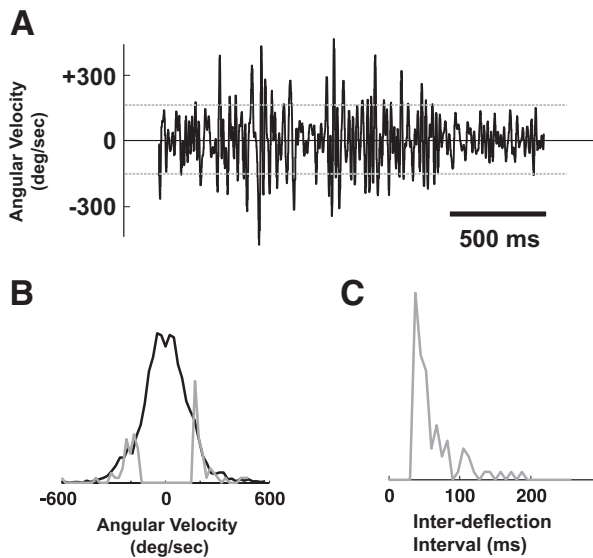 A
Angular Velocity
(deg/sec)
+300
0
-300
500 ms
B
-600
0
600
Angular Velocity
(deg/sec)
C
0
100
200
Inter-deflection
Interval (ms)